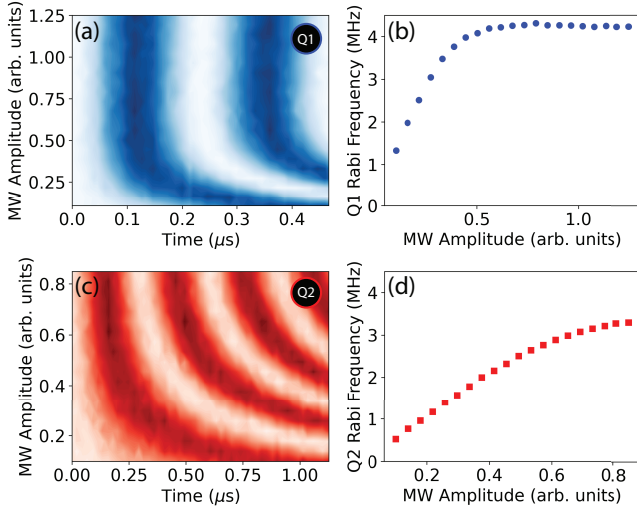 (a)
Q1
MW Amplitude (arb. units)
1.25
1.00
0.75
0.50
0.25
0.0
0.1
0.2
0.3
0.4
Time (μs)
(b)
Q1 Rabi Frequency (MHz)
4
3
2
1
0
0.5
1.0
MW Amplitude (arb. units)
(c)
Q2
MW Amplitude (arb. units)
0.8
0.6
0.4
0.2
0.00
0.25
0.50
0.75
1.00
Time (μs)
(d)
Q2 Rabi Frequency (MHz)
4
3
2
1
0
0.2
0.4
0.6
0.8
MW Amplitude (arb. units)